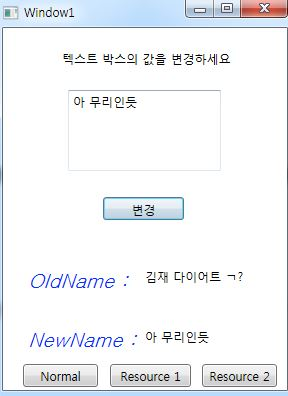 Window1
텍스트 박스의 값을 변경하세요
아 무리인듯
변경
OldName : 김재 다이어트 ㄱ?
NewName : 아 무리인듯
Normal Resource 1 Resource 2